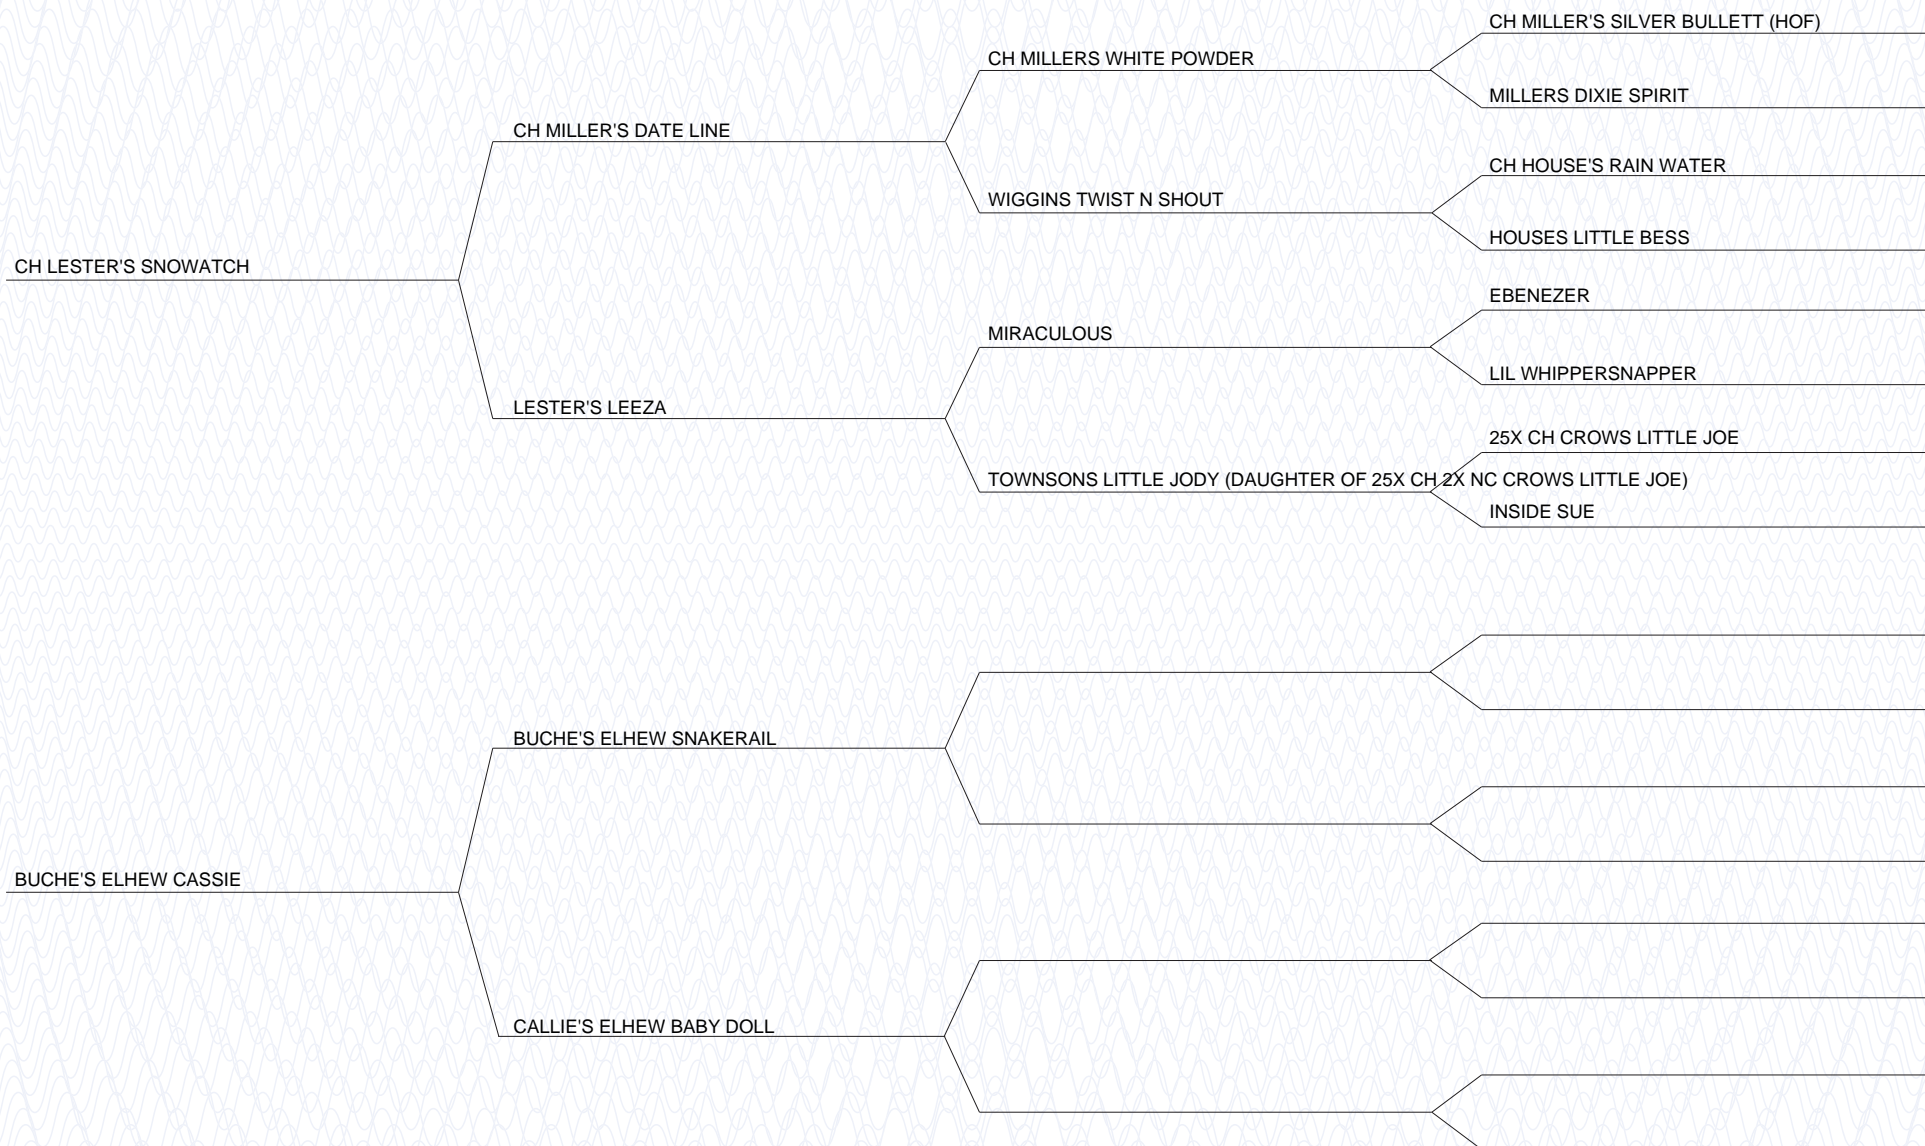 CH MILLER'S SILVER BULLETT (HOF)
CH MILLERS WHITE POWDER
MILLERS DIXIE SPIRIT
CH MILLER'S DATE LINE
CH HOUSE'S RAIN WATER
WIGGINS TWIST N SHOUT
HOUSES LITTLE BESS
CH LESTER'S SNOWATCH
EBENEZER
MIRACULOUS
LIL WHIPPERSNAPPER
LESTER'S LEEZA
25X CH CROWS LITTLE JOE
TOWNSONS LITTLE JODY (DAUGHTER OF 25X CH 2X NC CROWS LITTLE JOE)
INSIDE SUE
BUCHE'S ELHEW SNAKERAIL
BUCHE'S ELHEW CASSIE
CALLIE'S ELHEW BABY DOLL